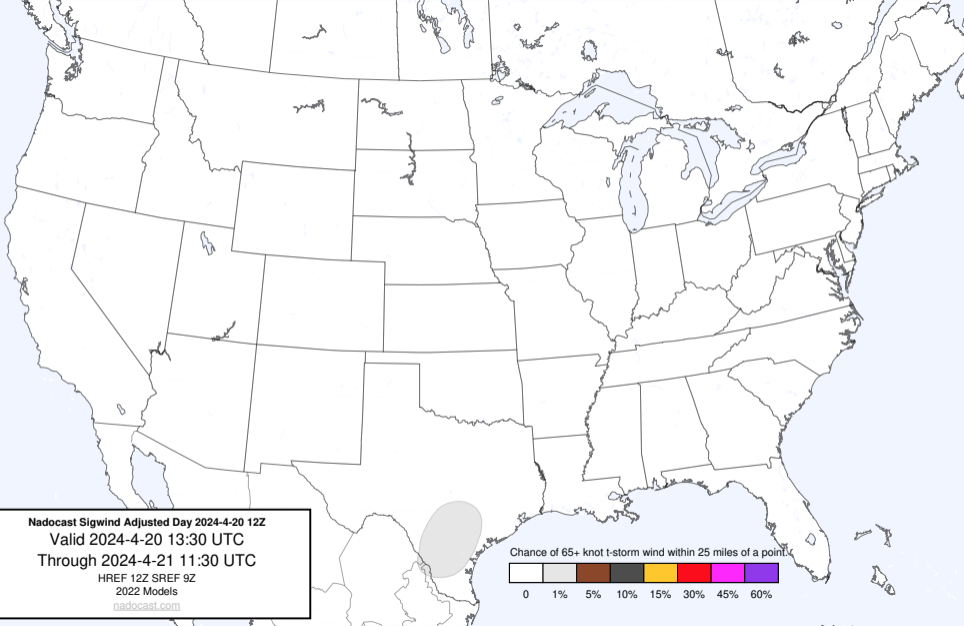 Nadocast Sigwind Adjusted Day 2024-4-20 12Z
Valid 2024-4-20 13:30 UTC
Through 2024-4-21 11:30 UTC
HREF 12Z SREF 9Z
2022 Models
nadocast.com
Chance of 65+ knot t-storm wind within 25 miles of a point.
0 1% 5% 10% 15% 30% 45% 60%